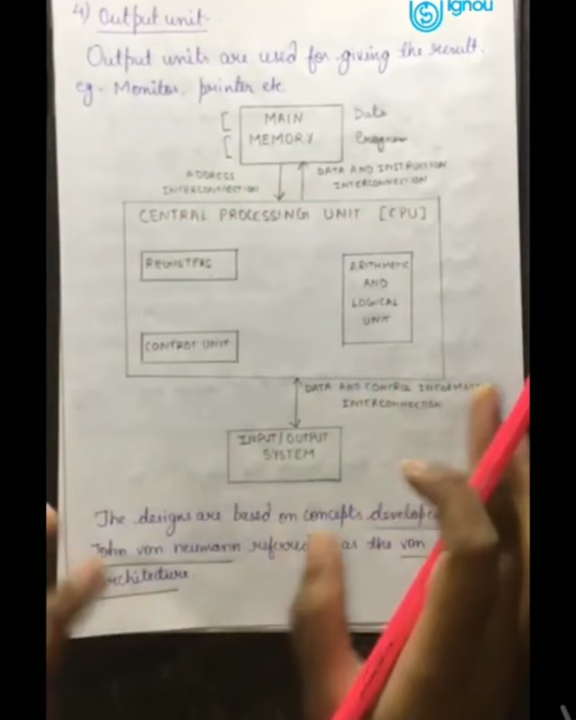 4) Output unit.
ignou
Output units are used for giving the result.
eg - Monitor, printer etc
[ MAIN Data
[ MEMORY Program
ADDRESS DATA AND INSTRUCTION
INTERCONNECTION INTERCONNECTION
CENTRAL PROCESSING UNIT [CPU]
REGISTERS
ARITHMETIC
AND
LOGICAL
UNIT
CONTROL UNIT
DATA AND CONTROL
INTERCONNECTION
INPUT/OUTPUT
SYSTEM
The designs are based on concepts
John von neumann referred as the von